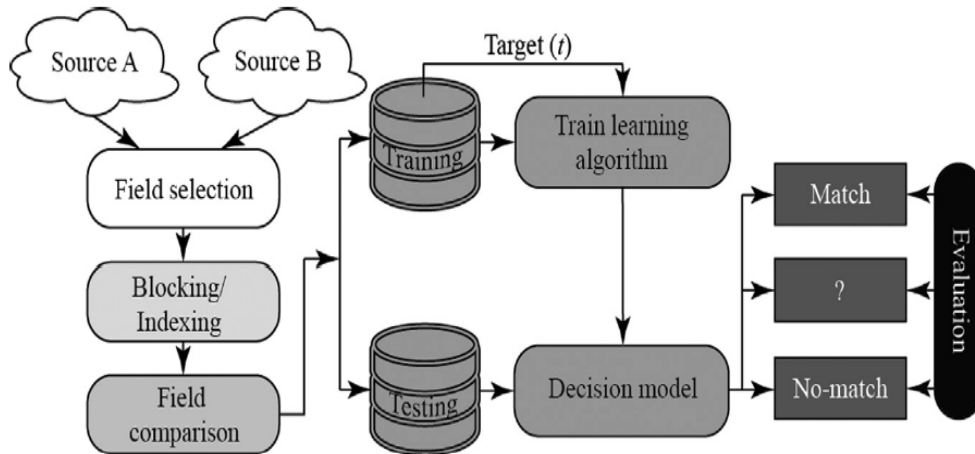 Source A
Source B
Field selection
Blocking/
Indexing
Field
comparison
Target (t)
Training
Testing
Train learning
algorithm
Decision model
Match
?
No-match
Evaluation